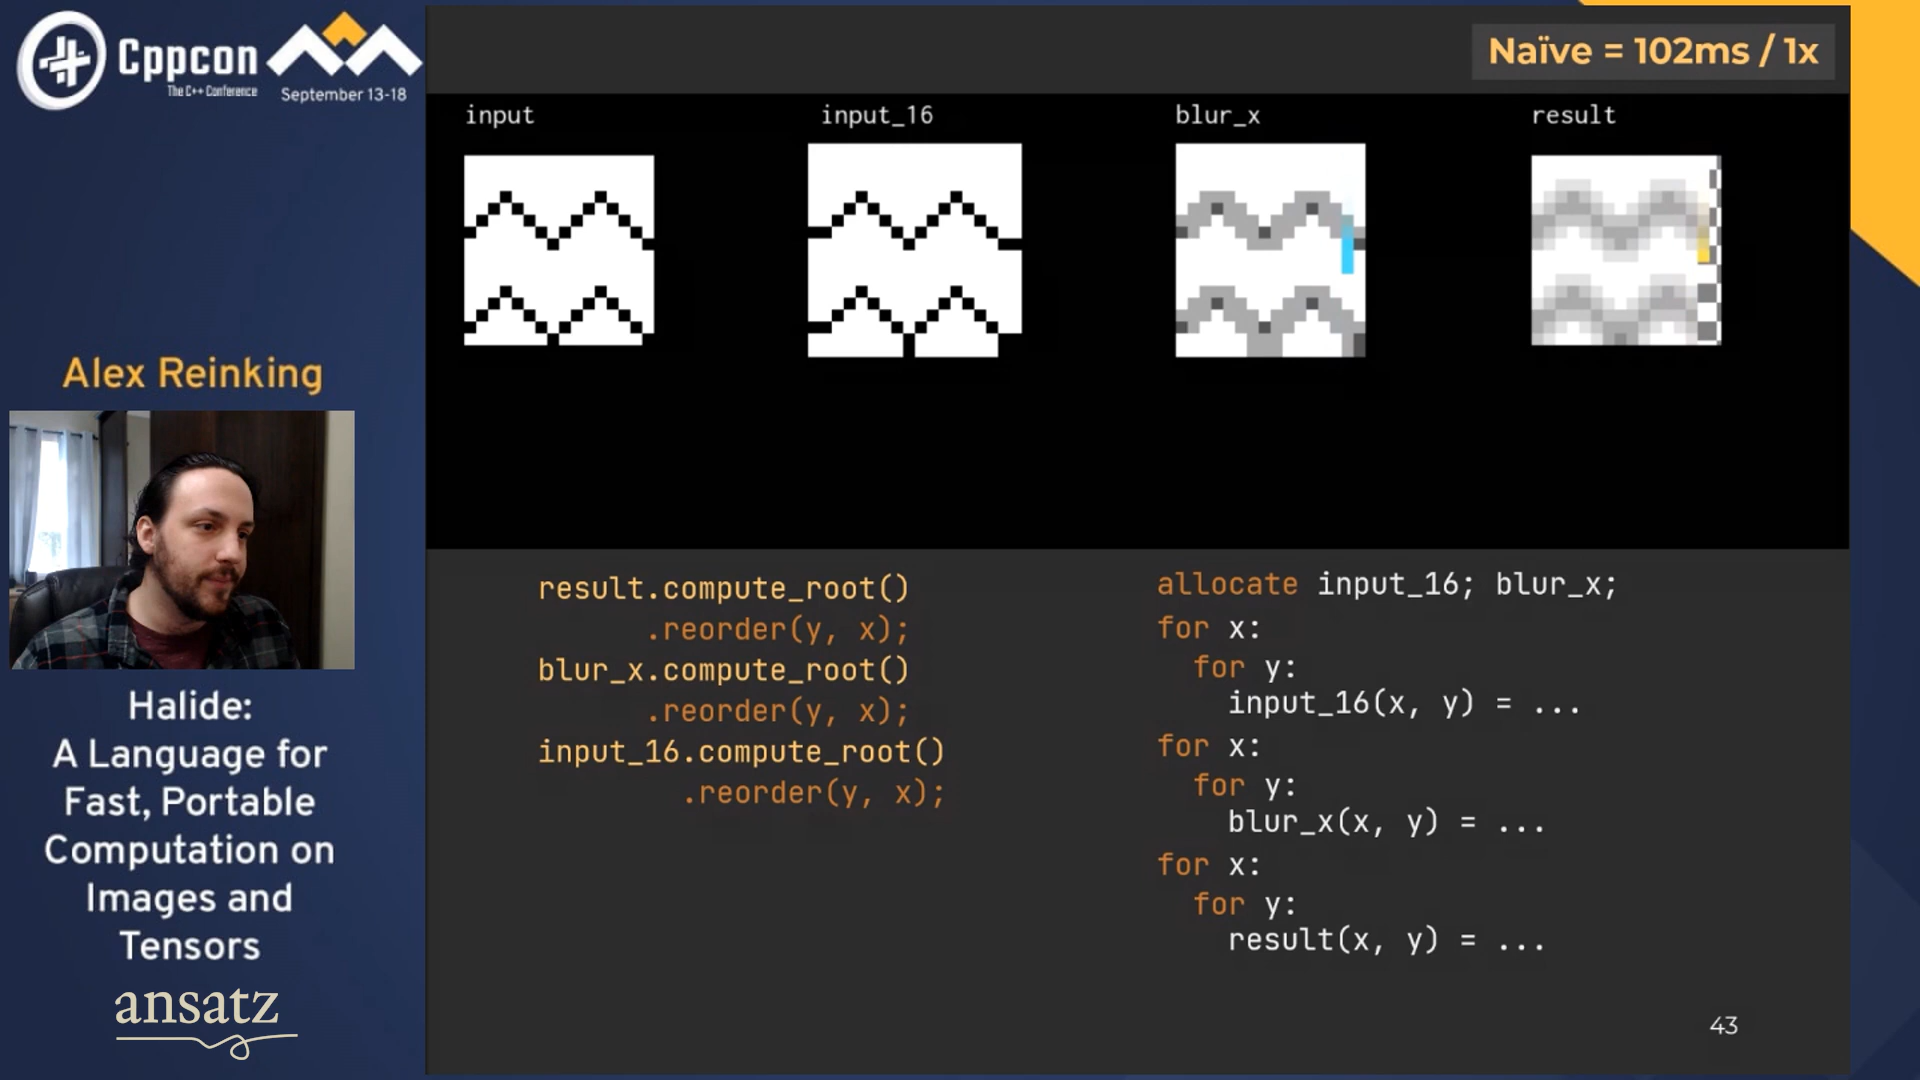 Cppcon
The C++ Conference
September 13-18
Naïve = 102ms / 1x
input
input_16
blur_x
result
Alex Reinking
Halide:
A Language for
Fast, Portable
Computation on
Images and
Tensors
ansatz
result.compute_root()
.reorder(y, x);
blur_x.compute_root()
.reorder(y, x);
input_16.compute_root()
.reorder(y, x);
allocate input_16; blur_x;
for x:
for y:
input_16(x, y) = ...
for x:
for y:
blur_x(x, y) = ...
for x:
for y:
result(x, y) = ...
43